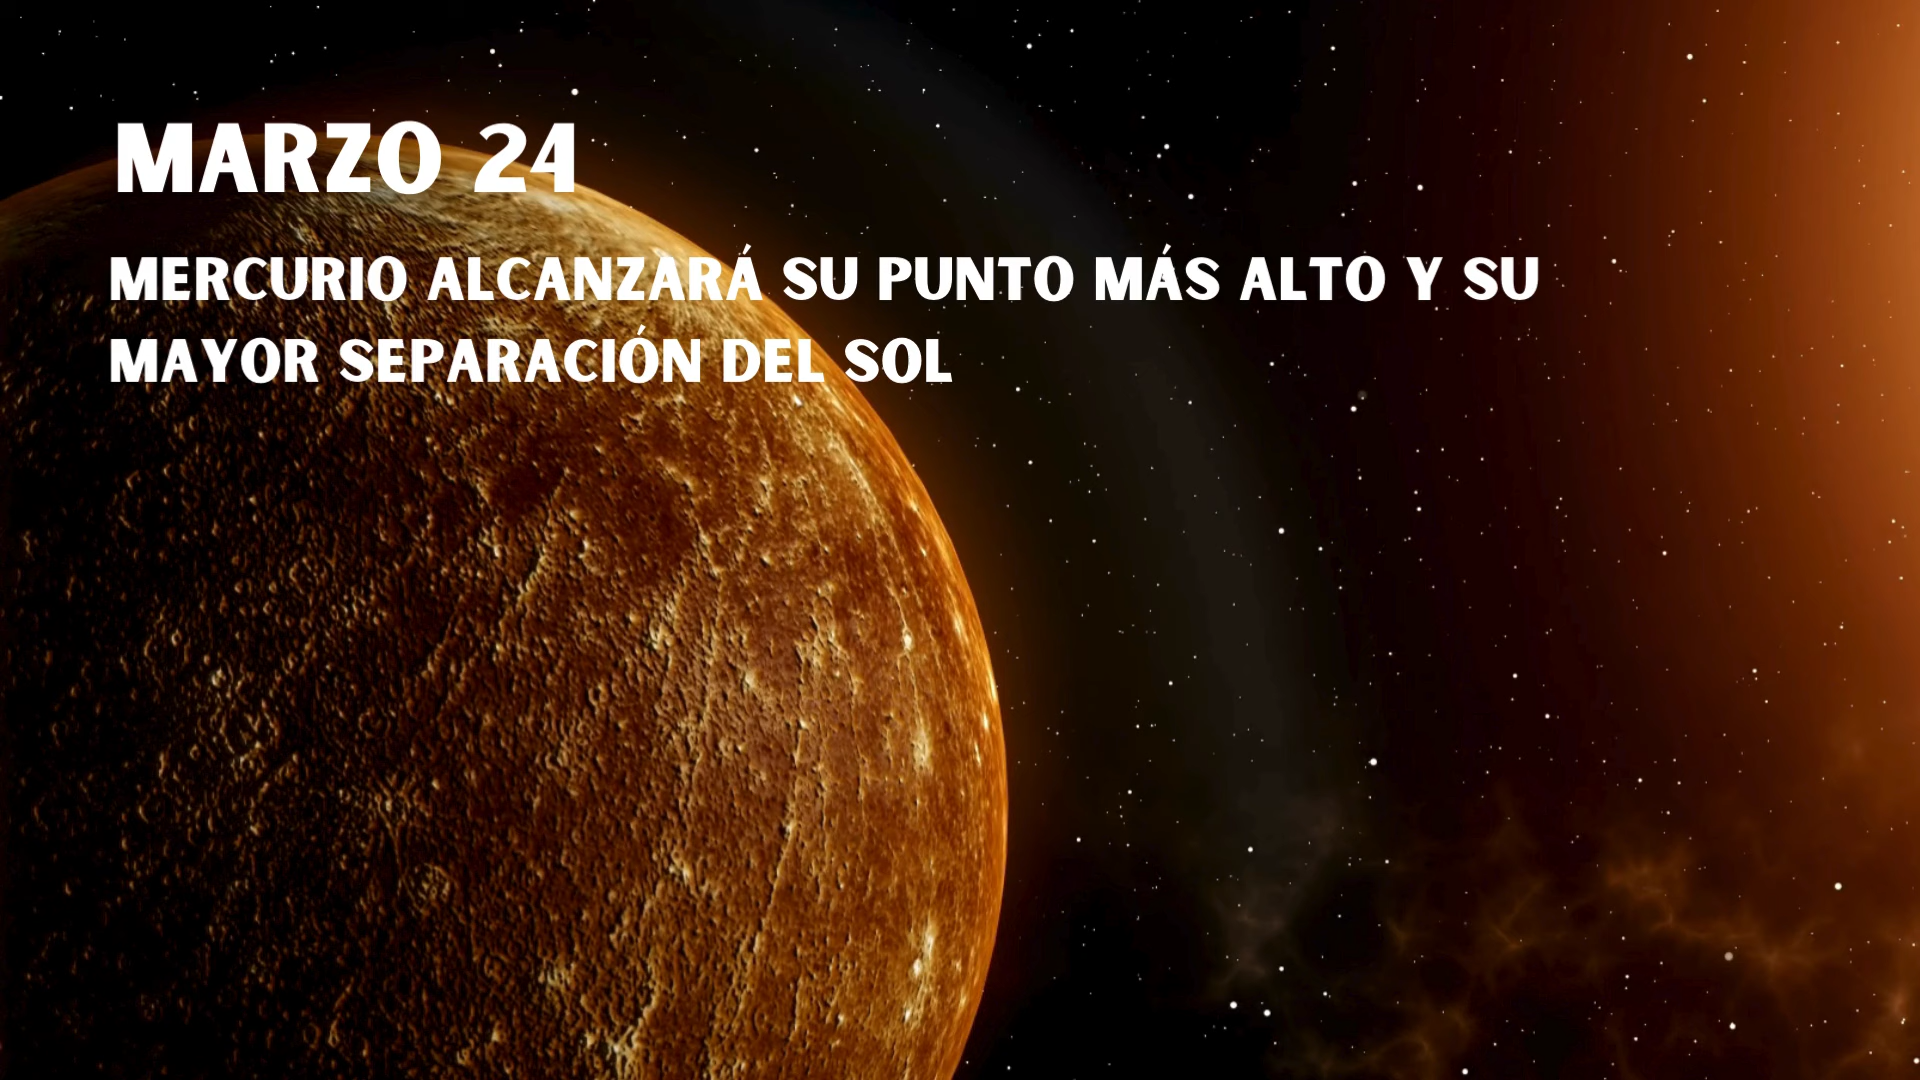 MARZO 24
MERCURIO ALCANZARÁ SU PUNTO MÁS ALTO Y SU
MAYOR SEPARACIÓN DEL SOL